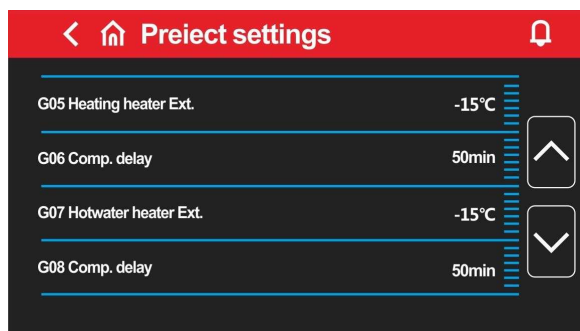 Preiect settings
G05 Heating heater Ext. -15℃
G06 Comp. delay 50min
G07 Hotwater heater Ext. -15℃
G08 Comp. delay 50min